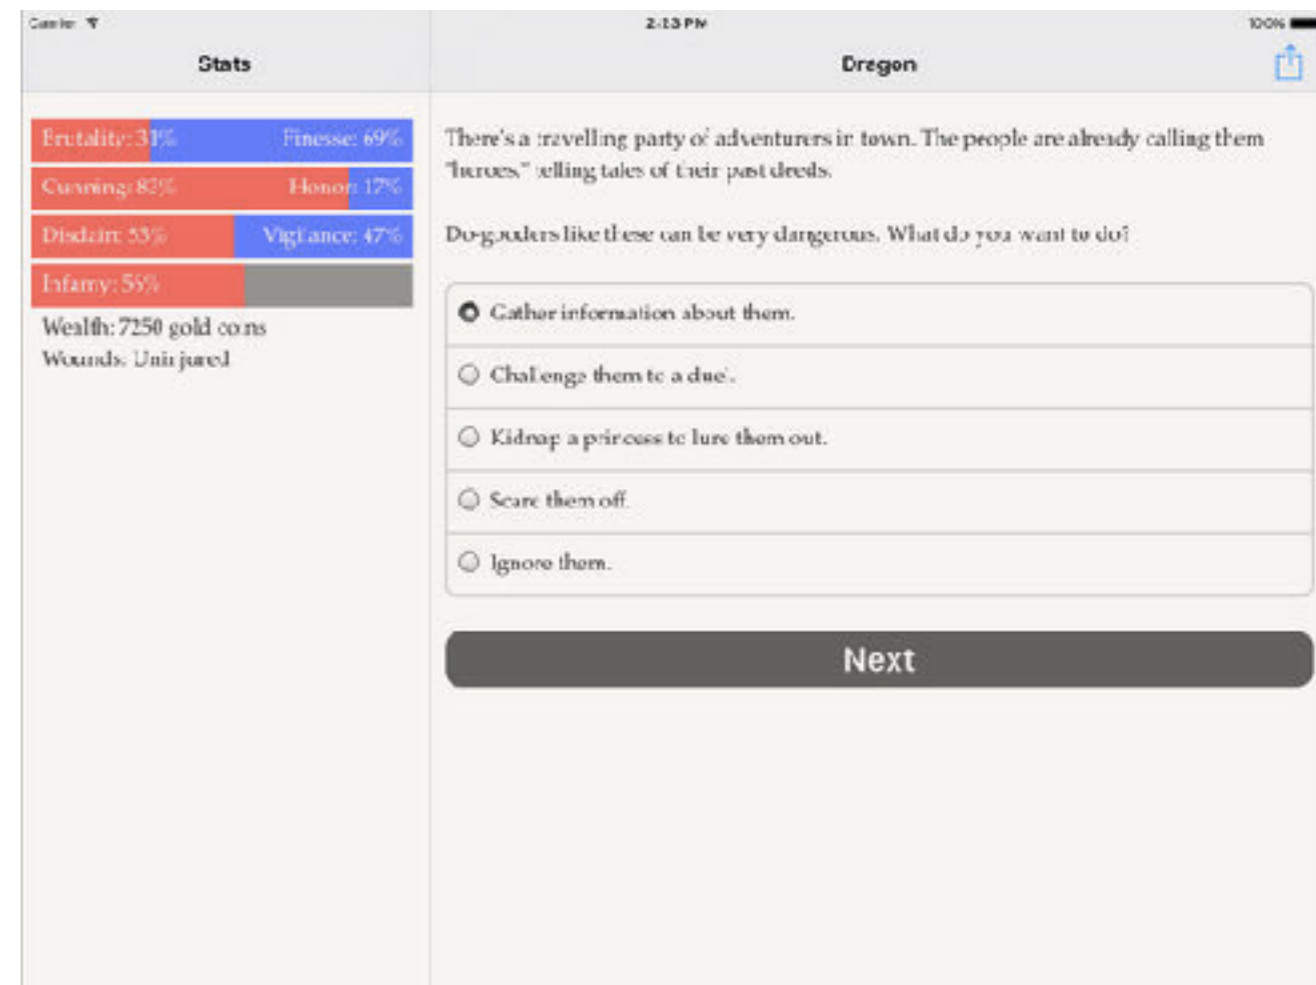 Carrier
2:13 PM
100%
Stats
Dragon
Brutality: 31% Finesse: 69%
Cunning: 83% Honor: 17%
Disdain: 53% Vigilance: 47%
Infamy:
Wealth: 7250 gold coins
Wounds: Uninjured
There's a travelling party of adventurers in town. The people are already calling them
"heroes," telling tales of their past deeds.
Do-gooders like these can be very dangerous. What do you want to do?
Gather information about them.
Challenge them to a duel.
Kidnap a princess to lure them out.
Scare them off.
Ignore them.
Next